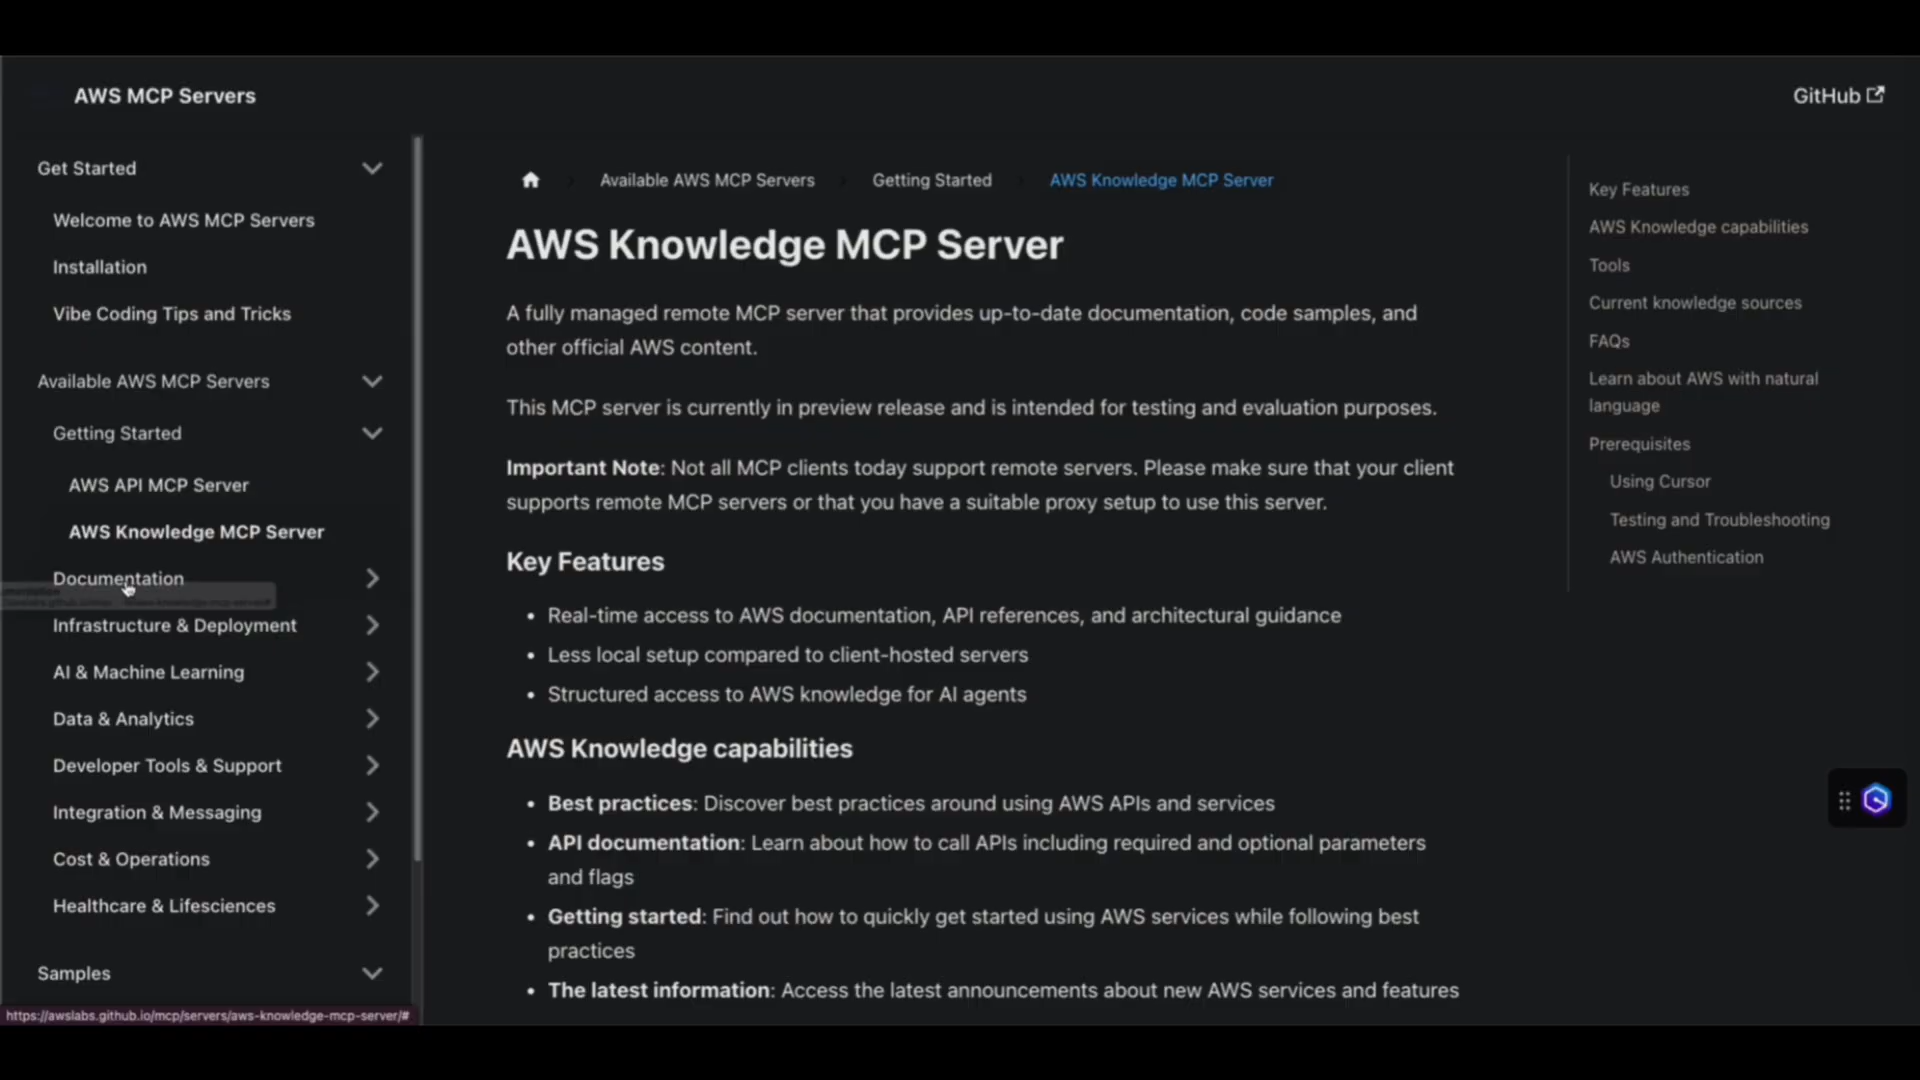 AWS MCP Servers
GitHub
Get Started
Welcome to AWS MCP Servers
Installation
Vibe Coding Tips and Tricks
Available AWS MCP Servers
Getting Started
AWS API MCP Server
AWS Knowledge MCP Server
Documentation
Infrastructure & Deployment
AI & Machine Learning
Data & Analytics
Developer Tools & Support
Integration & Messaging
Cost & Operations
Healthcare & Lifesciences
Samples
https://awslabs.github.io/mcp/servers/aws-knowledge-mcp-server/#
Available AWS MCP Servers
Getting Started
AWS Knowledge MCP Server
AWS Knowledge MCP Server
A fully managed remote MCP server that provides up-to-date documentation, code samples, and
other official AWS content.
This MCP server is currently in preview release and is intended for testing and evaluation purposes.
Important Note: Not all MCP clients today support remote servers. Please make sure that your client
supports remote MCP servers or that you have a suitable proxy setup to use this server.
Key Features
• Real-time access to AWS documentation, API references, and architectural guidance
• Less local setup compared to client-hosted servers
• Structured access to AWS knowledge for AI agents
AWS Knowledge capabilities
• Best practices: Discover best practices around using AWS APIs and services
• API documentation: Learn about how to call APIs including required and optional parameters
and flags
• Getting started: Find out how to quickly get started using AWS services while following best
practices
• The latest information: Access the latest announcements about new AWS services and features
Key Features
AWS Knowledge capabilities
Tools
Current knowledge sources
FAQs
Learn about AWS with natural
language
Prerequisites
Using Cursor
Testing and Troubleshooting
AWS Authentication